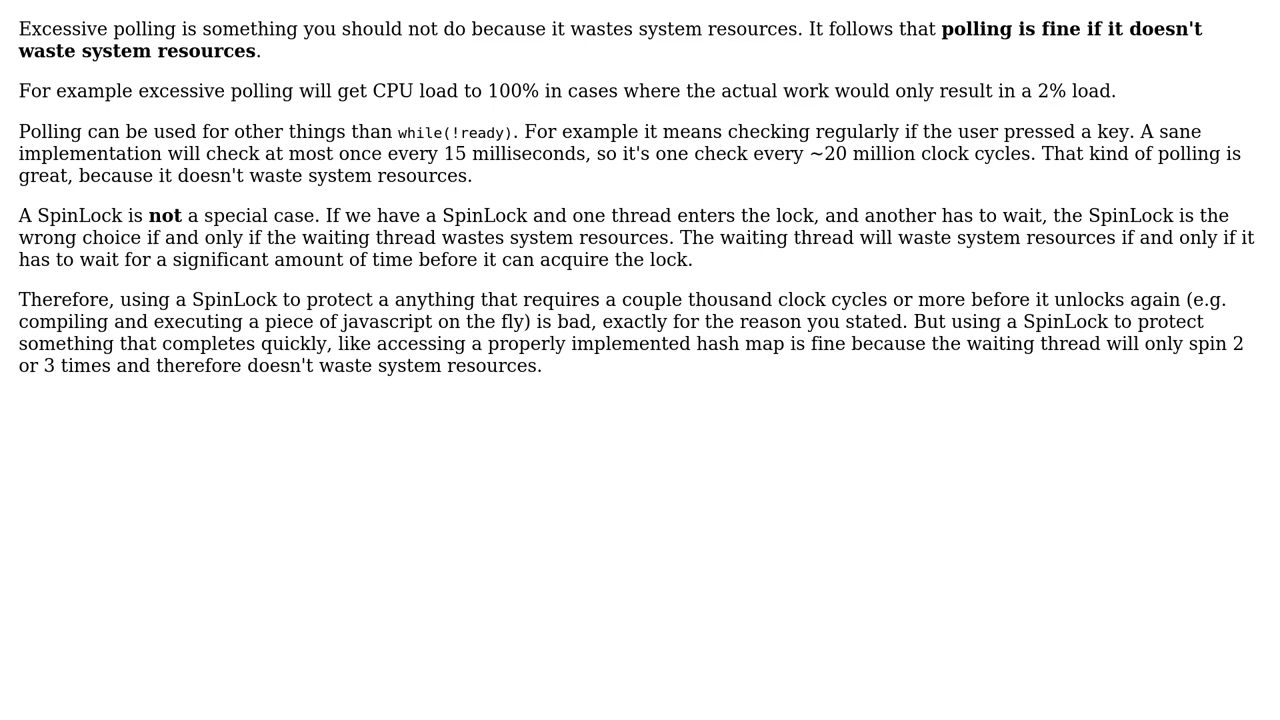 Excessive polling is something you should not do because it wastes system resources. It follows that polling is fine if it doesn't
waste system resources.
For example excessive polling will get CPU load to 100% in cases where the actual work would only result in a 2% load.
Polling can be used for other things than while(!ready). For example it means checking regularly if the user pressed a key. A sane
implementation will check at most once every 15 milliseconds, so it's one check every ~20 million clock cycles. That kind of polling is
great, because it doesn't waste system resources.
A SpinLock is not a special case. If we have a SpinLock and one thread enters the lock, and another has to wait, the SpinLock is the
wrong choice if and only if the waiting thread wastes system resources. The waiting thread will waste system resources if and only if it
has to wait for a significant amount of time before it can acquire the lock.
Therefore, using a SpinLock to protect a anything that requires a couple thousand clock cycles or more before it unlocks again (e.g.
compiling and executing a piece of javascript on the fly) is bad, exactly for the reason you stated. But using a SpinLock to protect
something that completes quickly, like accessing a properly implemented hash map is fine because the waiting thread will only spin 2
or 3 times and therefore doesn't waste system resources.